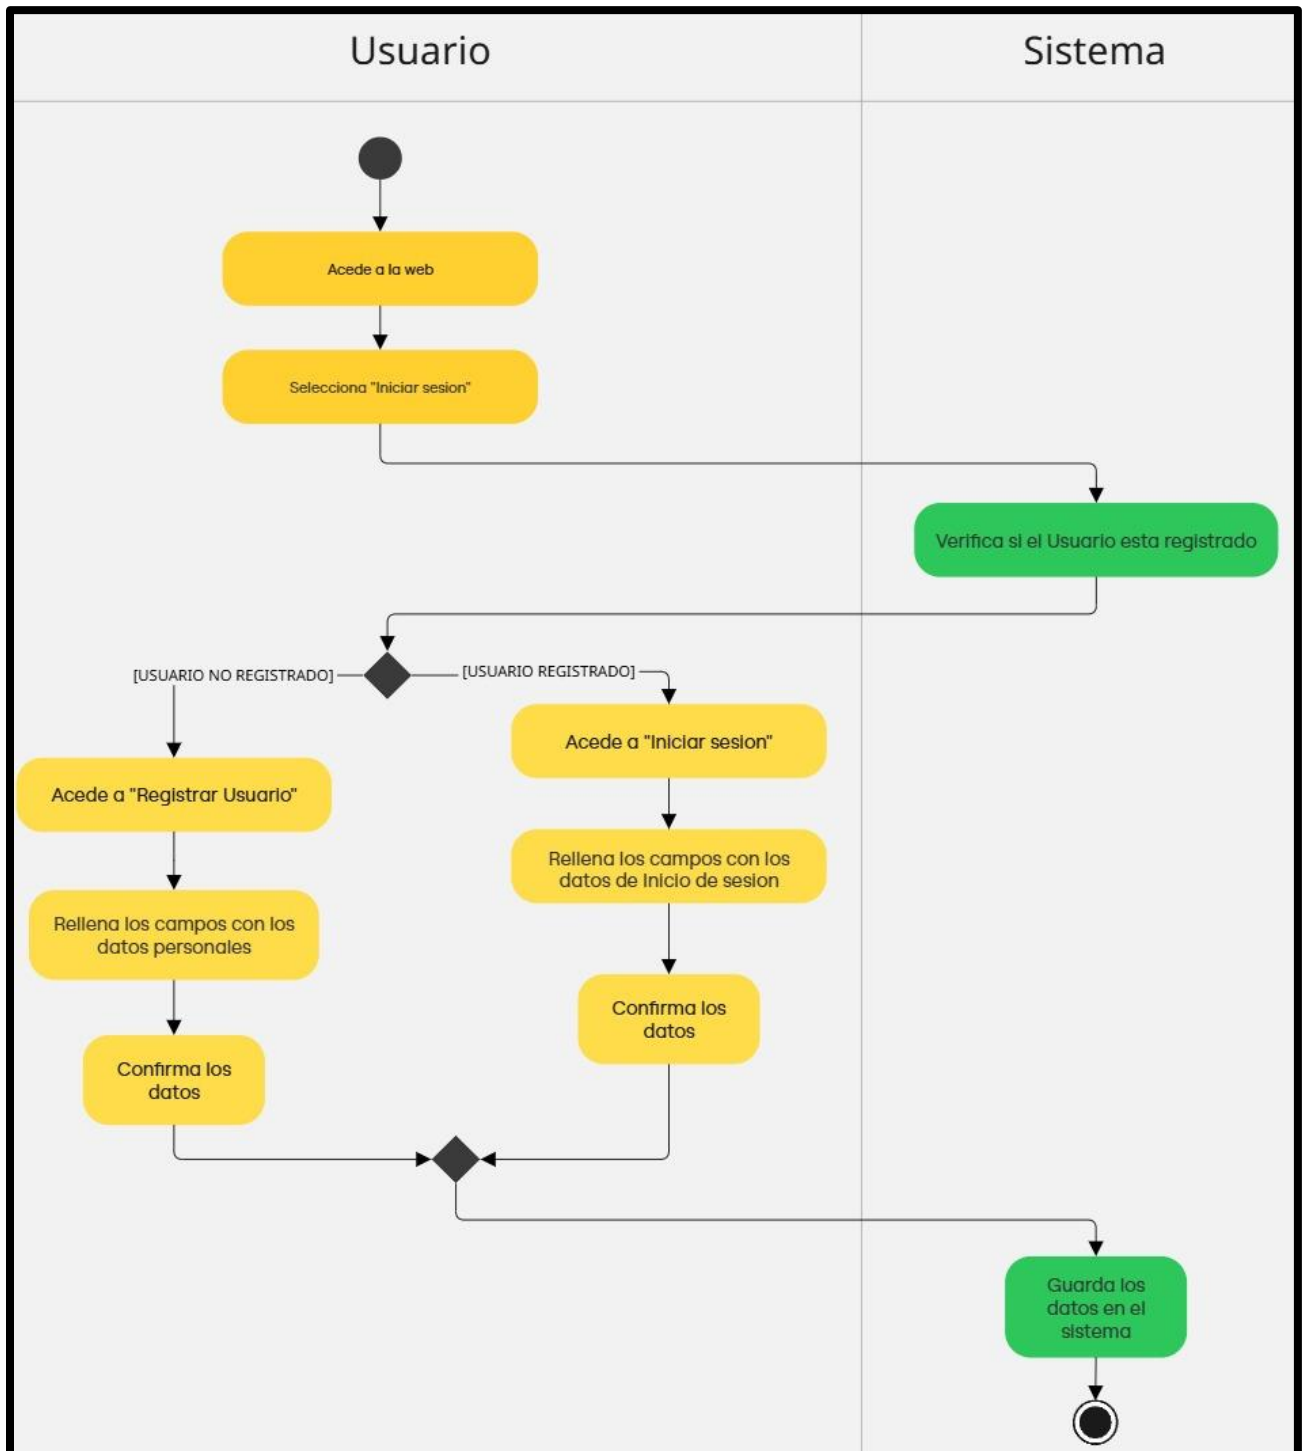 Usuario
Sistema
Acede a la web
Selecciona "Iniciar sesion"
Verifica si el Usuario esta registrado
[USUARIO NO REGISTRADO]
[USUARIO REGISTRADO]
Acede a "Iniciar sesion"
Acede a "Registrar Usuario"
Rellena los campos con los
datos de Inicio de sesion
Rellena los campos con los
datos personales
Confirma los
datos
Confirma los
datos
Guarda los
datos en el
sistema